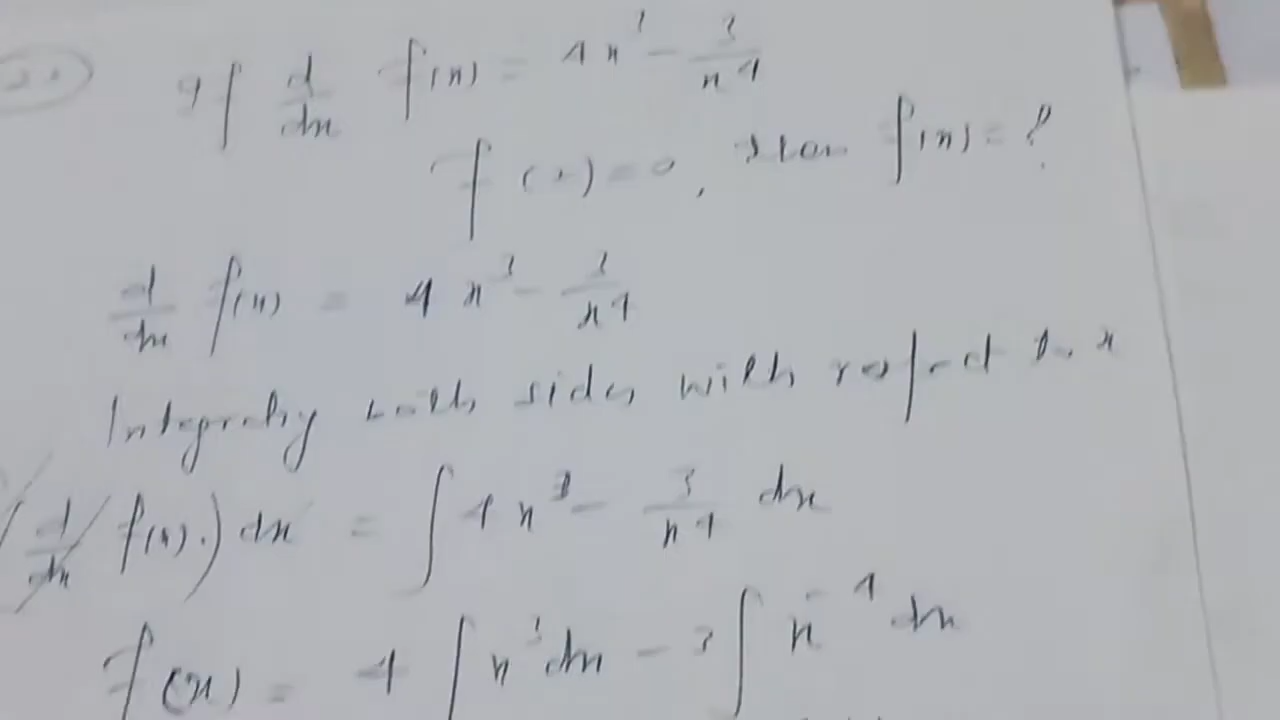 If d/dx f(x) = 4x³ - 3/x⁴
f(2) = 0, then f(x) = ?
d/dx f(x) = 4x³ - 3/x⁴
Integrating both sides with respect to x
(d/dx f(x).) dx = ∫ 4x³ - 3/x⁴ dx
f(x) = 4 ∫ x³ dx - 3 ∫ x⁻⁴ dx